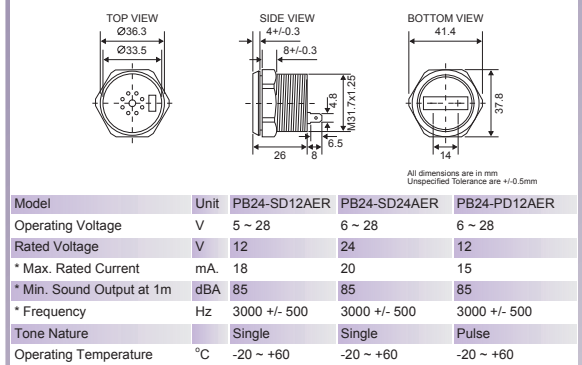 TOP VIEW
Ø36.3
Ø33.5
SIDE VIEW
4+/-0.3
8+/-0.3
4.8
M31.7x1.25
6.5
26
8
BOTTOM VIEW
41.4
37.8
14
All dimensions are in mm
Unspecified Tolerance are +/-0.5mm
Model Unit PB24-SD12AER PB24-SD24AER PB24-PD12AER
Operating Voltage V 5 ~ 28 6 ~ 28 6 ~ 28
Rated Voltage V 12 24 12
* Max. Rated Current mA. 18 20 15
* Min. Sound Output at 1m dBA 85 85 85
* Frequency Hz 3000 +/- 500 3000 +/- 500 3000 +/- 500
Tone Nature Single Single Pulse
Operating Temperature °C -20 ~ +60 -20 ~ +60 -20 ~ +60